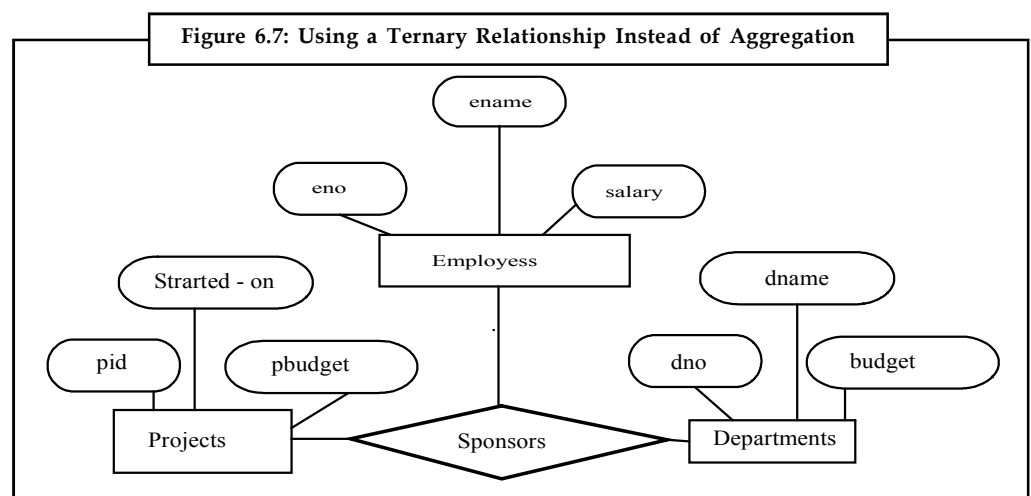 Figure 6.7: Using a Ternary Relationship Instead of Aggregation
ename
eno
salary
Employess
Strarted - on
dname
pid
pbudget
dno
budget
Projects
Sponsors
Departments